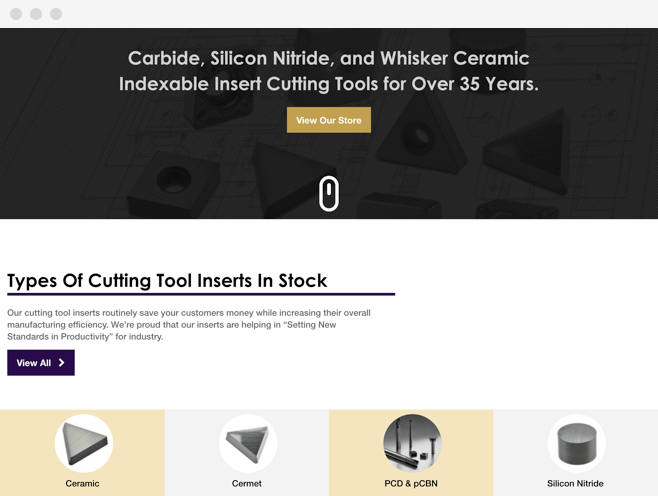 Carbide, Silicon Nitride, and Whisker Ceramic
Indexable Insert Cutting Tools for Over 35 Years.
View Our Store
Types Of Cutting Tool Inserts In Stock
Our cutting tool inserts routinely save your customers money while increasing their overall
manufacturing efficiency. We’re proud that our inserts are helping in “Setting New
Standards in Productivity” for industry.
View All
Ceramic
Cermet
PCD & pCBN
Silicon Nitride